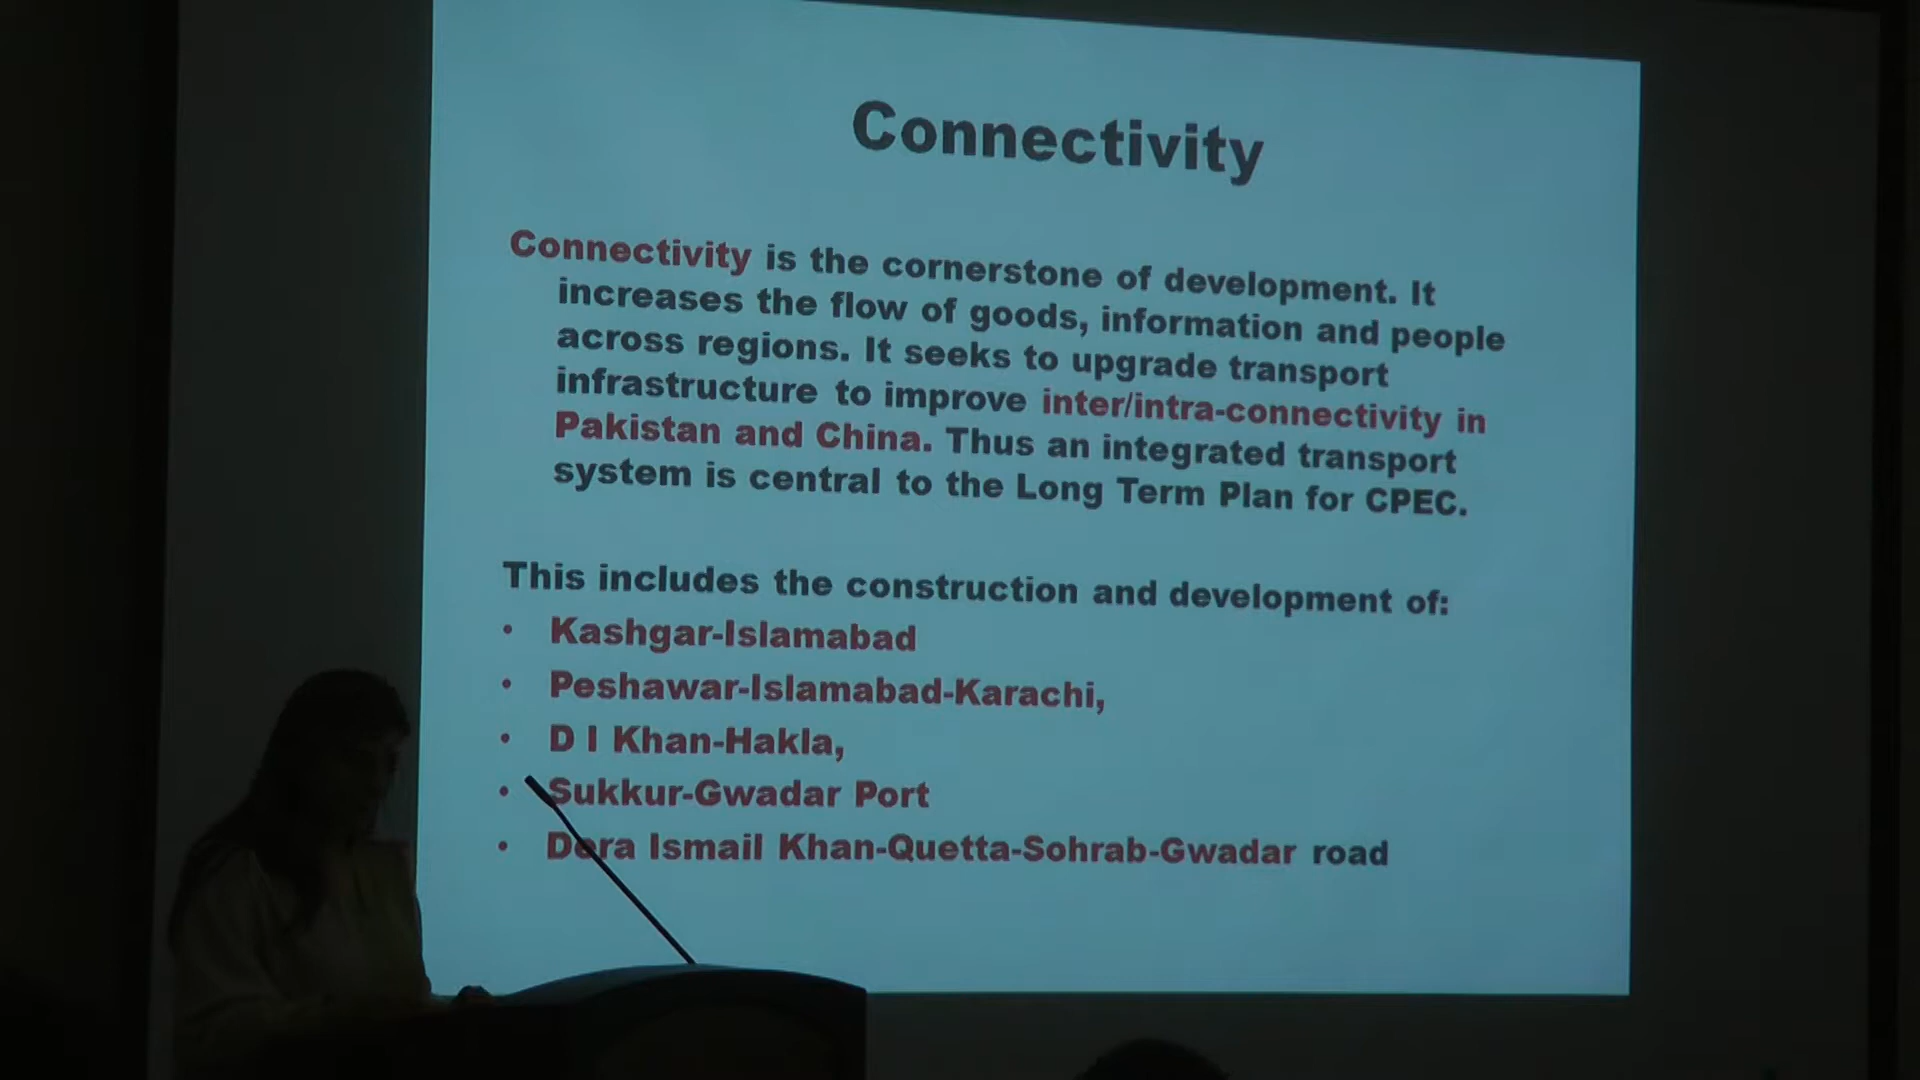 Connectivity
Connectivity is the cornerstone of development. It
increases the flow of goods, information and people
across regions. It seeks to upgrade transport
infrastructure to improve inter/intra-connectivity in
Pakistan and China. Thus an integrated transport
system is central to the Long Term Plan for CPEC.
This includes the construction and development of:
• Kashgar-Islamabad
• Peshawar-Islamabad-Karachi,
• D I Khan-Hakla,
• Sukkur-Gwadar Port
• Dera Ismail Khan-Quetta-Sohrab-Gwadar road